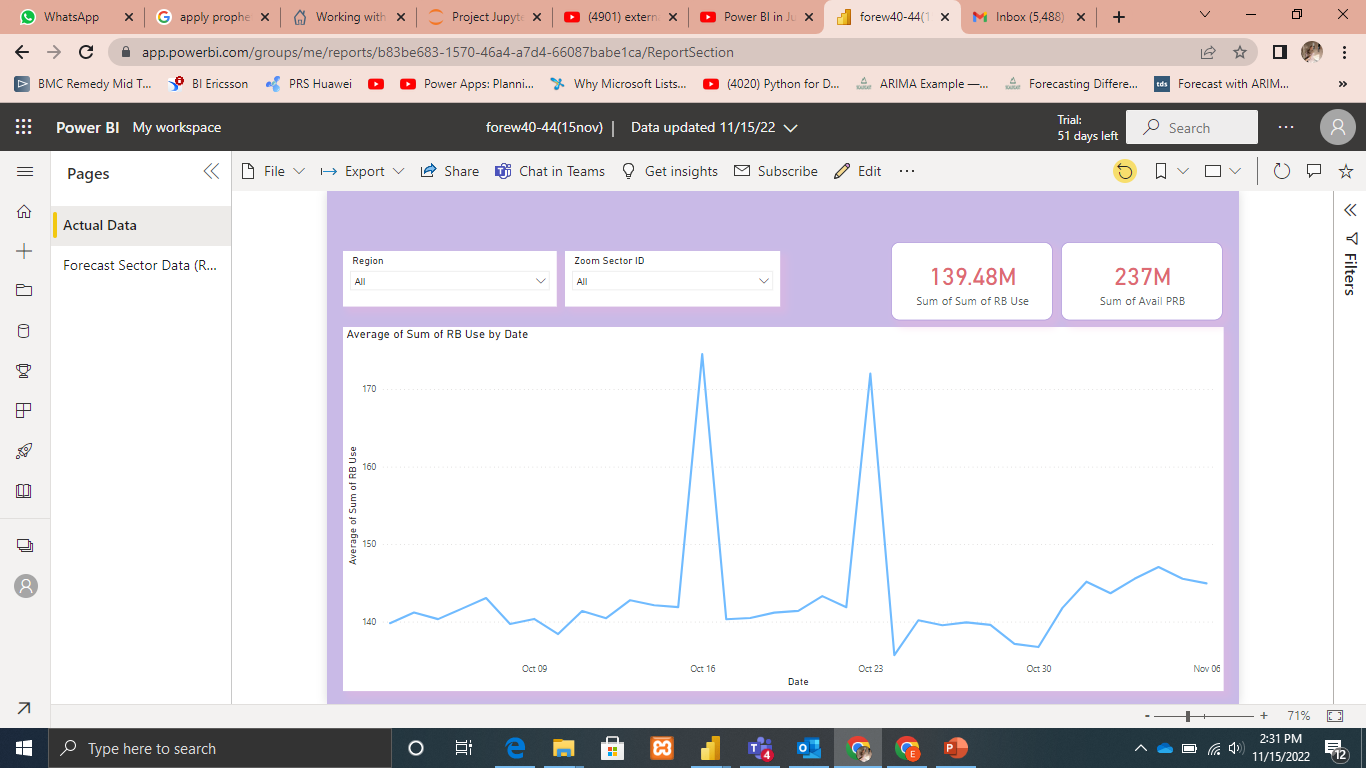 WhatsApp
apply prophe
Working with
Project Jupyte
(4901) extern
Power BI in Ju
forew40-44(1
Inbox (5,488)
app.powerbi.com/groups/me/reports/b83be683-1570-46a4-a7d4-66087babe1ca/ReportSection
BMC Remedy Mid T...
BI Ericsson
PRS Huawei
Power Apps: Planni...
Why Microsoft Lists...
(4020) Python for D...
ARIMA Example —...
Forecasting Differe...
tds
Forecast with ARIM...
»
Power BI My workspace
forew40-44(15nov) | Data updated 11/15/22
Trial:
51 days left
Search
Pages
File
Export
Share
Chat in Teams
Get insights
Subscribe
Edit
Actual Data
Forecast Sector Data (R...
Filters
Region
All
Zoom Sector ID
All
139.48M
Sum of Sum of RB Use
237M
Sum of Avail PRB
Average of Sum of RB Use by Date
Average of Sum of RB Use
170
160
150
140
Oct 09
Oct 16
Oct 23
Oct 30
Nov 06
Date
- + 71%
Type here to search
4
E
2:31 PM
11/15/2022
12